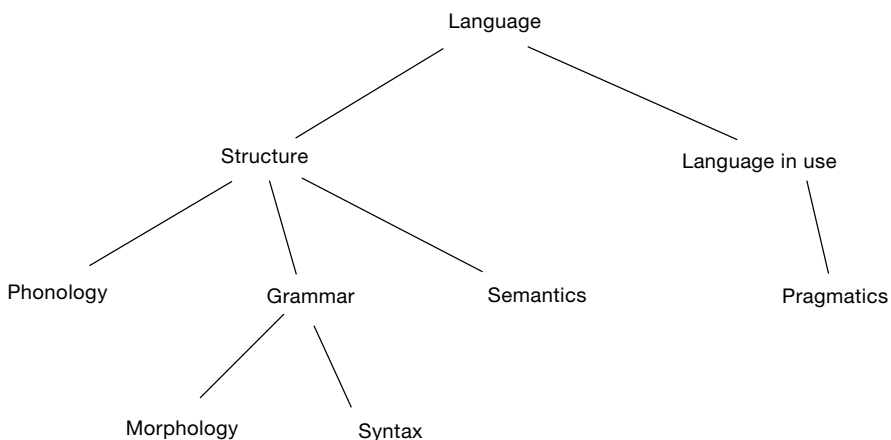 Language
Structure
Language in use
Phonology
Grammar
Semantics
Pragmatics
Morphology
Syntax